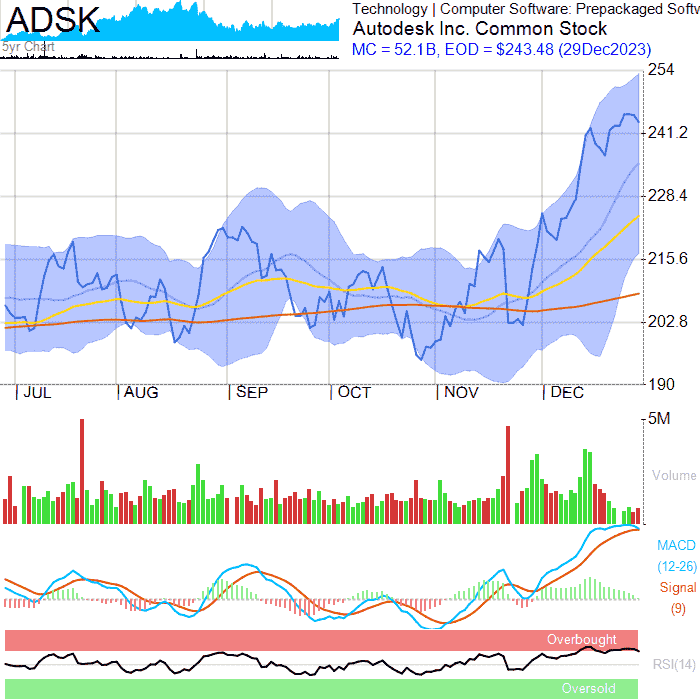 ADSK
5yr Chart
Technology | Computer Software: Prepackaged Softw
Autodesk Inc. Common Stock
MC = 52.1B, EOD = $243.48 (29Dec2023)
254
241.2
228.4
215.6
202.8
190
JUL AUG SEP OCT NOV DEC
5M
Volume
MACD
(12-26)
Signal
(9)
Overbought
RSI(14)
Oversold